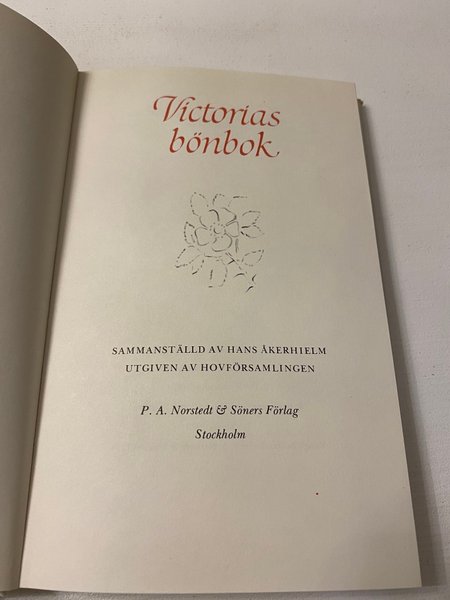 Victorias
bönbok
SAMMANSTÄLLD AV HANS ÅKERHIELM
UTGIVEN AV HOVFÖRSAMLINGEN
P. A. Norstedt & Söners Förlag
Stockholm